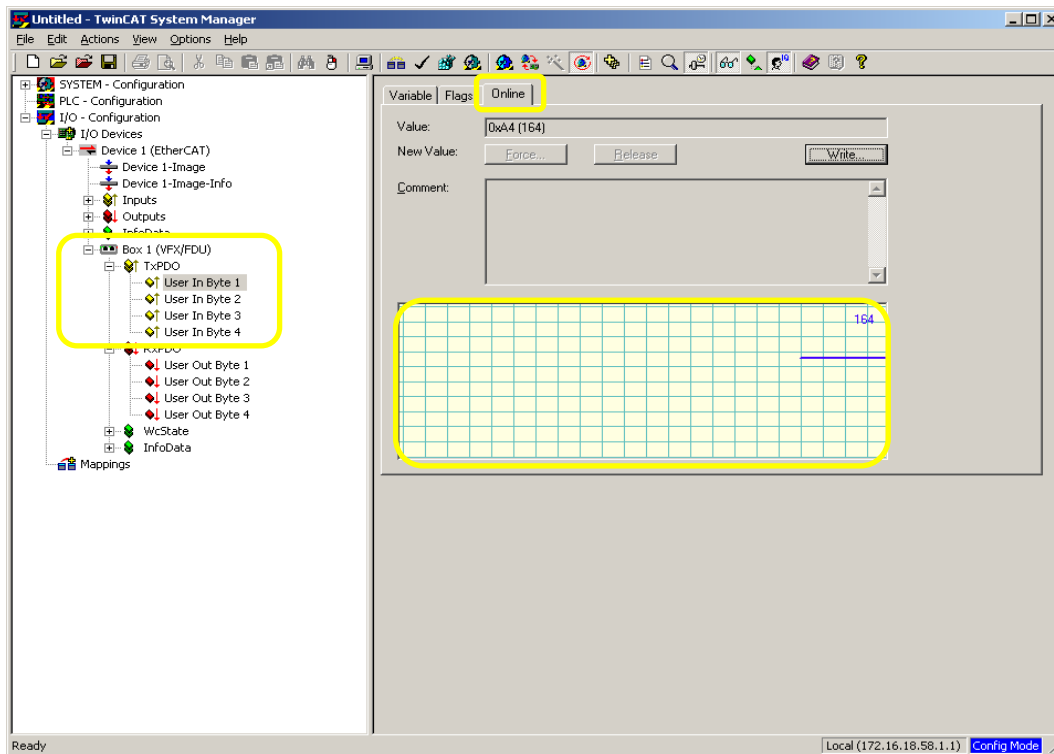 Untitled - TwinCAT System Manager
File Edit Actions View Options Help
SYSTEM - Configuration
PLC - Configuration
I/O - Configuration
I/O Devices
Device 1 (EtherCAT)
Device 1-Image
Device 1-Image-Info
Inputs
Outputs
InfoData
Box 1 (VFX/FDU)
TxPDO
User In Byte 1
User In Byte 2
User In Byte 3
User In Byte 4
RxPDO
User Out Byte 1
User Out Byte 2
User Out Byte 3
User Out Byte 4
WcState
InfoData
Mappings
Variable Flags Online
Value: 0xA4 (164)
New Value: Force... Release Write...
Comment:
164
Ready Local (172.16.18.58.1.1) Config Mode